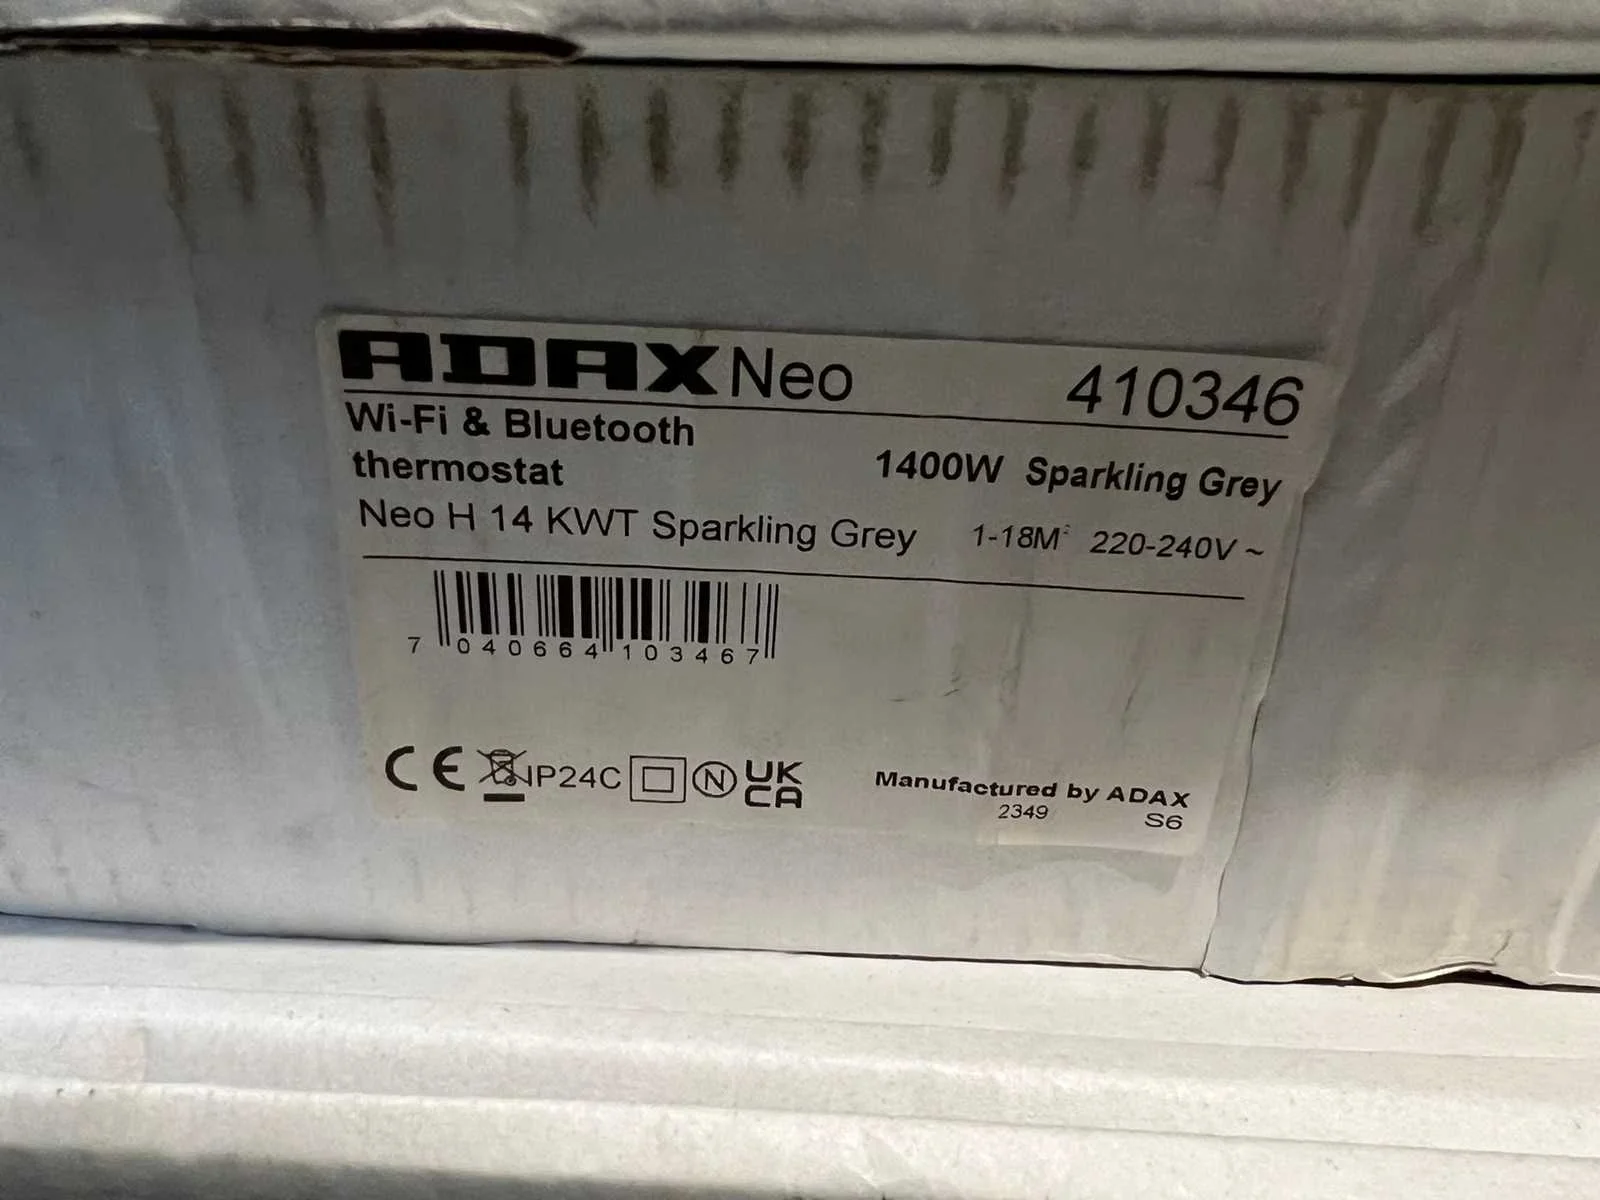 ADAX Neo 410346
Wi-Fi & Bluetooth
thermostat
1400W Sparkling Grey
Neo H 14 KWT Sparkling Grey 1-18M² 220-240V ~
7 040664 103467
CE IP24C N UK
CA
Manufactured by ADAX
2349 S6